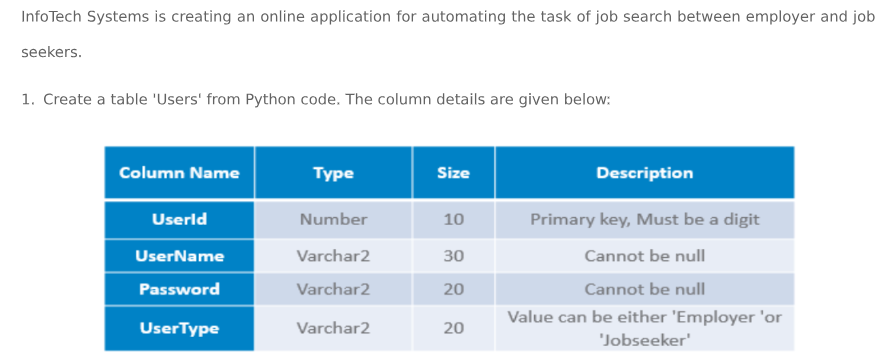 InfoTech Systems is creating an online application for automating the task of job search between employer and job
seekers.
1. Create a table 'Users' from Python code. The column details are given below:
Column Name Type Size Description
UserId Number 10 Primary key, Must be a digit
UserName Varchar2 30 Cannot be null
Password Varchar2 20 Cannot be null
UserType Varchar2 20 Value can be either 'Employer 'or
'Jobseeker'